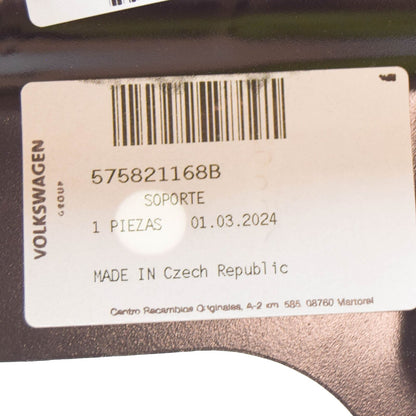 VOLKSWAGEN
GROUP
575821168B
SOPORTE
1 PIEZAS 01.03.2024
MADE IN Czech Republic
Centro Recambios Originales, A-2 km. 585. 08760 Martorel